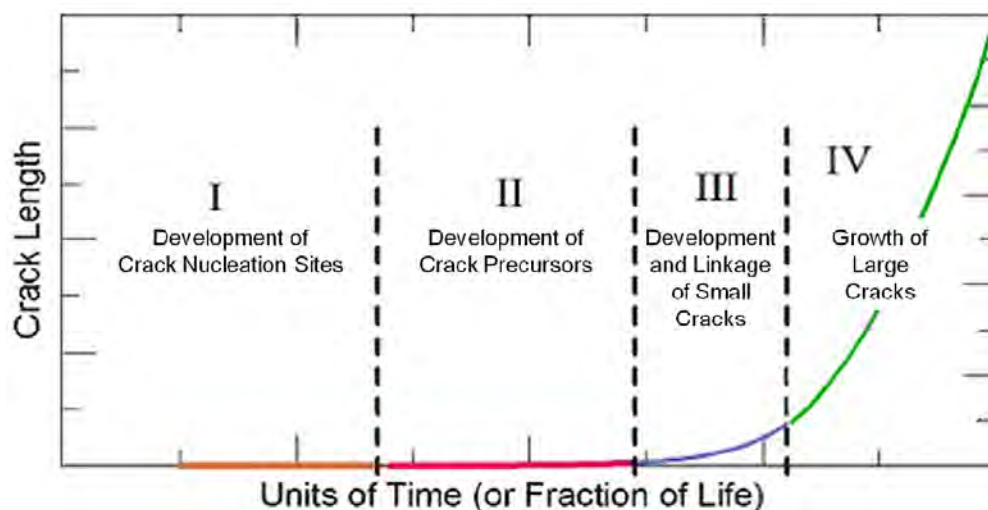 Crack Length
I
Development of
Crack Nucleation Sites
II
Development of
Crack Precursors
III
Development
and Linkage
of Small
Cracks
IV
Growth of
Large
Cracks
Units of Time (or Fraction of Life)